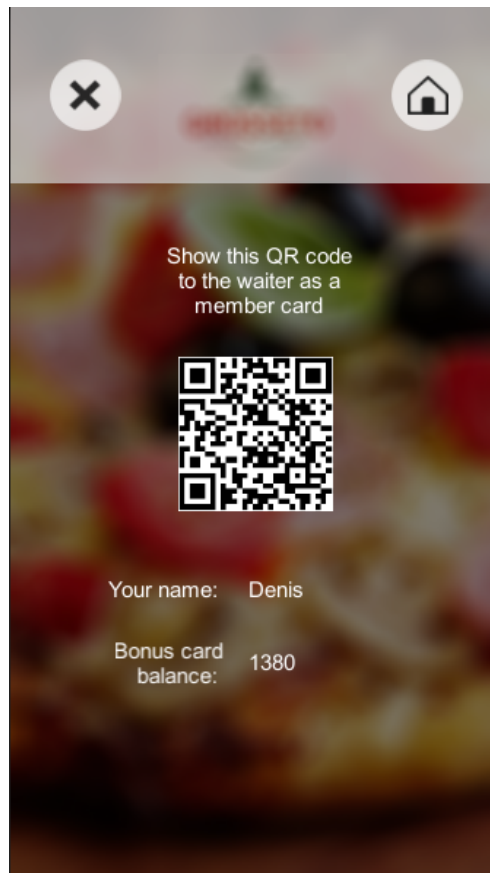 Show this QR code
to the waiter as a
member card
Your name: Denis
Bonus card
balance: 1380